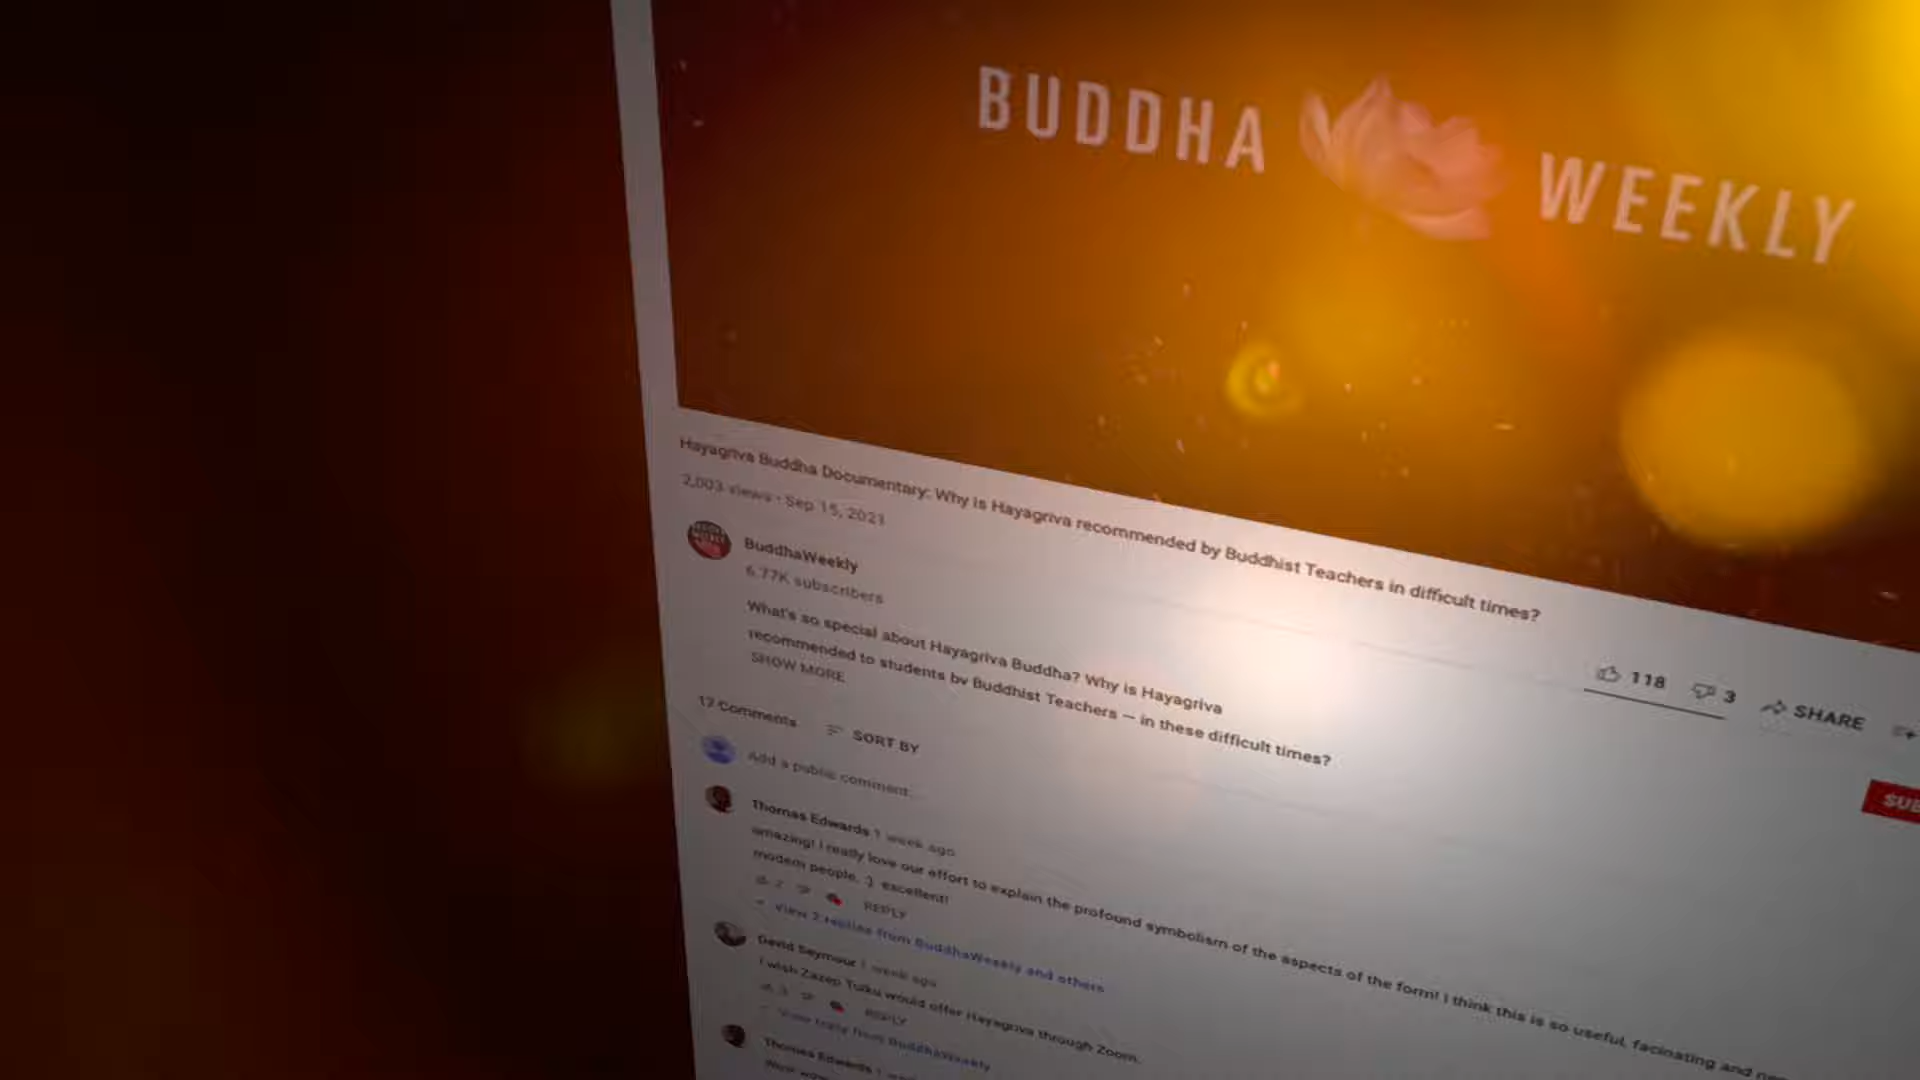 BUDDHA WEEKLY
Hayagriva Buddha Documentary: Why is Hayagriva recommended by Buddhist Teachers in difficult times?
2,003 views • Sep 15, 2021
BuddhaWeekly
6.77K subscribers
What's so special about Hayagriva Buddha? Why is Hayagriva
recommended to students by Buddhist Teachers — in these difficult times?
SHOW MORE
118 3 SHARE
17 Comments SORT BY
Add a public comment...
Thomas Edwards 1 week ago
amazing! I really love our effort to explain the profound symbolism of the aspects of the form! I think this is so useful, facinating and
modern people. :) excellent!
2 REPLY
View 2 replies from BuddhaWeekly and others
David Seymour 1 week ago
I wish Zazep Tulku would offer Hayagriva through Zoom.
3 REPLY
View reply from BuddhaWeekly
Thomas Edwards 1